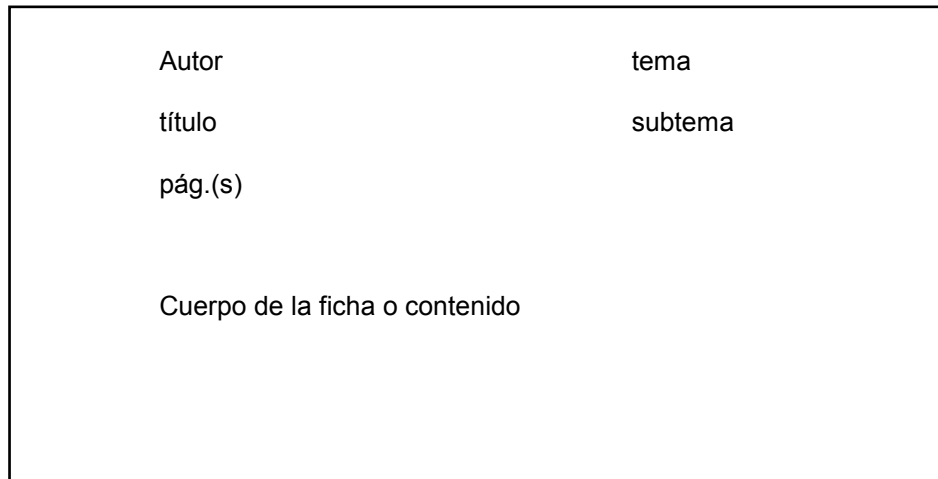 Autor tema
título subtema
pág.(s)
Cuerpo de la ficha o contenido